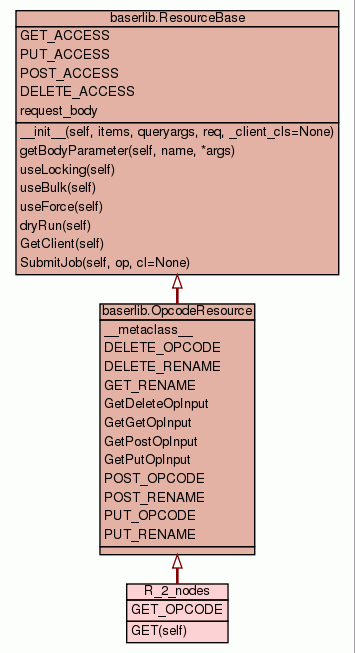 baserlib.ResourceBase
GET_ACCESS
PUT_ACCESS
POST_ACCESS
DELETE_ACCESS
request_body
__init__(self, items, queryargs, req, _client_cls=None)
getBodyParameter(self, name, *args)
useLocking(self)
useBulk(self)
useForce(self)
dryRun(self)
GetClient(self)
SubmitJob(self, op, cl=None)
baserlib.OpcodeResource
__metaclass__
DELETE_OPCODE
DELETE_RENAME
GET_RENAME
GetDeleteOpInput
GetGetOpInput
GetPostOpInput
GetPutOpInput
POST_OPCODE
POST_RENAME
PUT_OPCODE
PUT_RENAME
R_2_nodes
GET_OPCODE
GET(self)